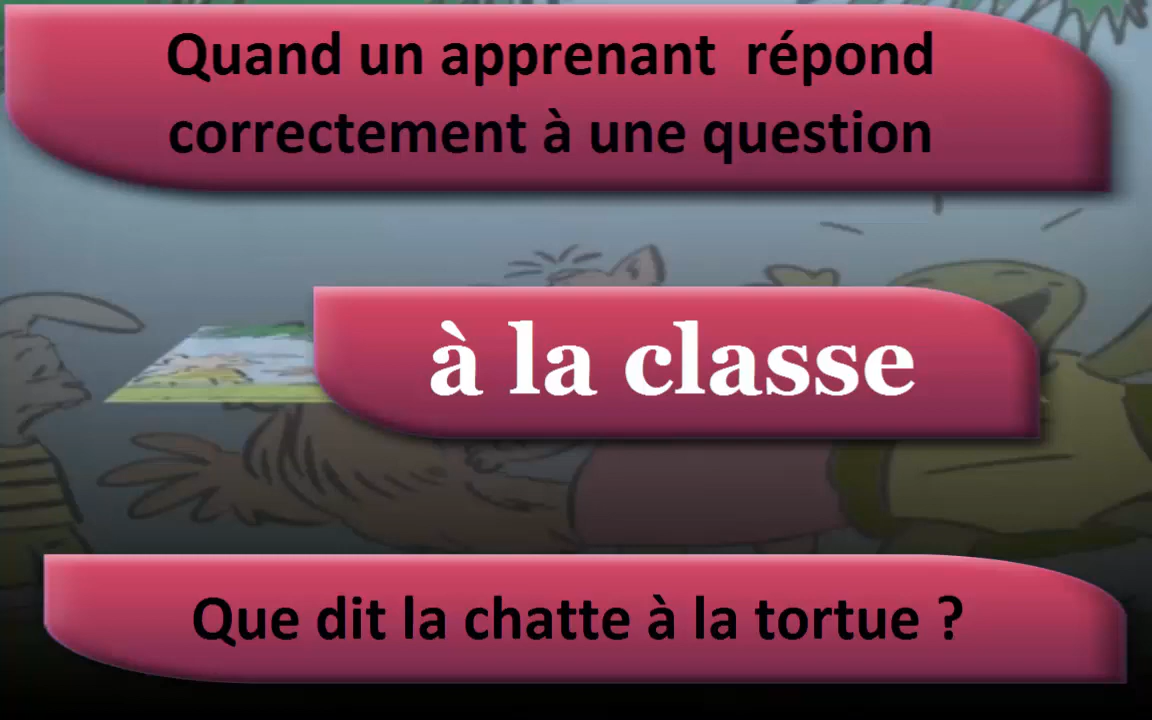 Quand un apprenant répond
correctement à une question
à la classe
Que dit la chatte à la tortue ?